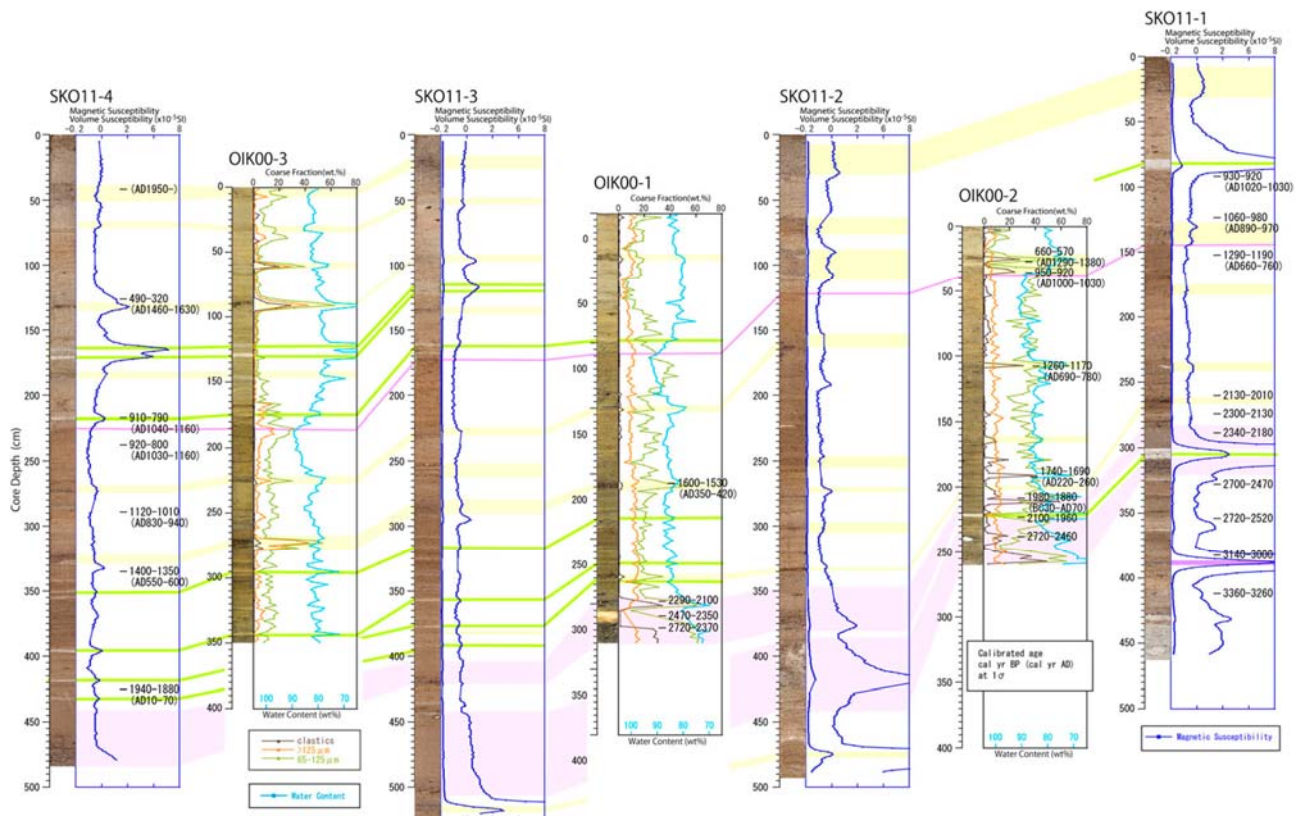 SKO11-4
Magnetic Susceptibility
Volume Susceptibility (x10⁻⁵SI)
-0.2 0 2 4 6 8
Core Depth (cm)
0
50
100
150
200
250
300
350
400
450
500
(AD1950-)
490-320
(AD1460-1630)
910-790
(AD1040-1160)
920-800
(AD1030-1160)
1120-1010
(AD830-940)
1400-1350
(AD550-600)
1940-1880
(AD10-70)
OIK00-3
Coarse Fraction(wt.%)
0 20 40 60 80
0
50
100
150
200
250
300
350
400
100 90 80 70
Water Content (wt%)
clastics
>125μm
65-125μm
Water Content
SKO11-3
Magnetic Susceptibility
Volume Susceptibility (x10⁻⁵SI)
-0.2 0 2 4 6 8
0
50
100
150
200
250
300
350
400
450
500
OIK00-1
Coarse Fraction(wt.%)
0 20 40 60 80
0
50
100
150
200
250
300
350
400
1600-1530
(AD350-420)
2290-2100
2470-2350
2720-2370
100 90 80 70
Water Content (wt%)
SKO11-2
Magnetic Susceptibility
Volume Susceptibility (x10⁻⁵SI)
-0.2 0 2 4 6 8
0
50
100
150
200
250
300
350
400
450
500
OIK00-2
Coarse Fraction(wt.%)
0 20 40 60 80
0
50
100
150
200
250
300
350
400
660-570
(AD1290-1380)
950-920
(AD1000-1030)
1260-1170
(AD690-780)
1740-1690
(AD220-260)
1980-1880
2100-1960
2720-2460
Calibrated age
cal yr BP (cal yr AD)
at 1σ
100 90 80 70
Water Content (wt%)
SKO11-1
Magnetic Susceptibility
Volume Susceptibility (x10⁻⁵SI)
-0.2 0 2 4 6 8
0
50
100
150
200
250
300
350
400
450
500
930-920
(AD1020-1030)
1060-980
(AD890-970
1290-1190
(AD660-760)
2130-2010
2300-2130
2340-2180
2700-2470
2720-2520
3140-3000
3360-3260
Magnetic Susceptibility